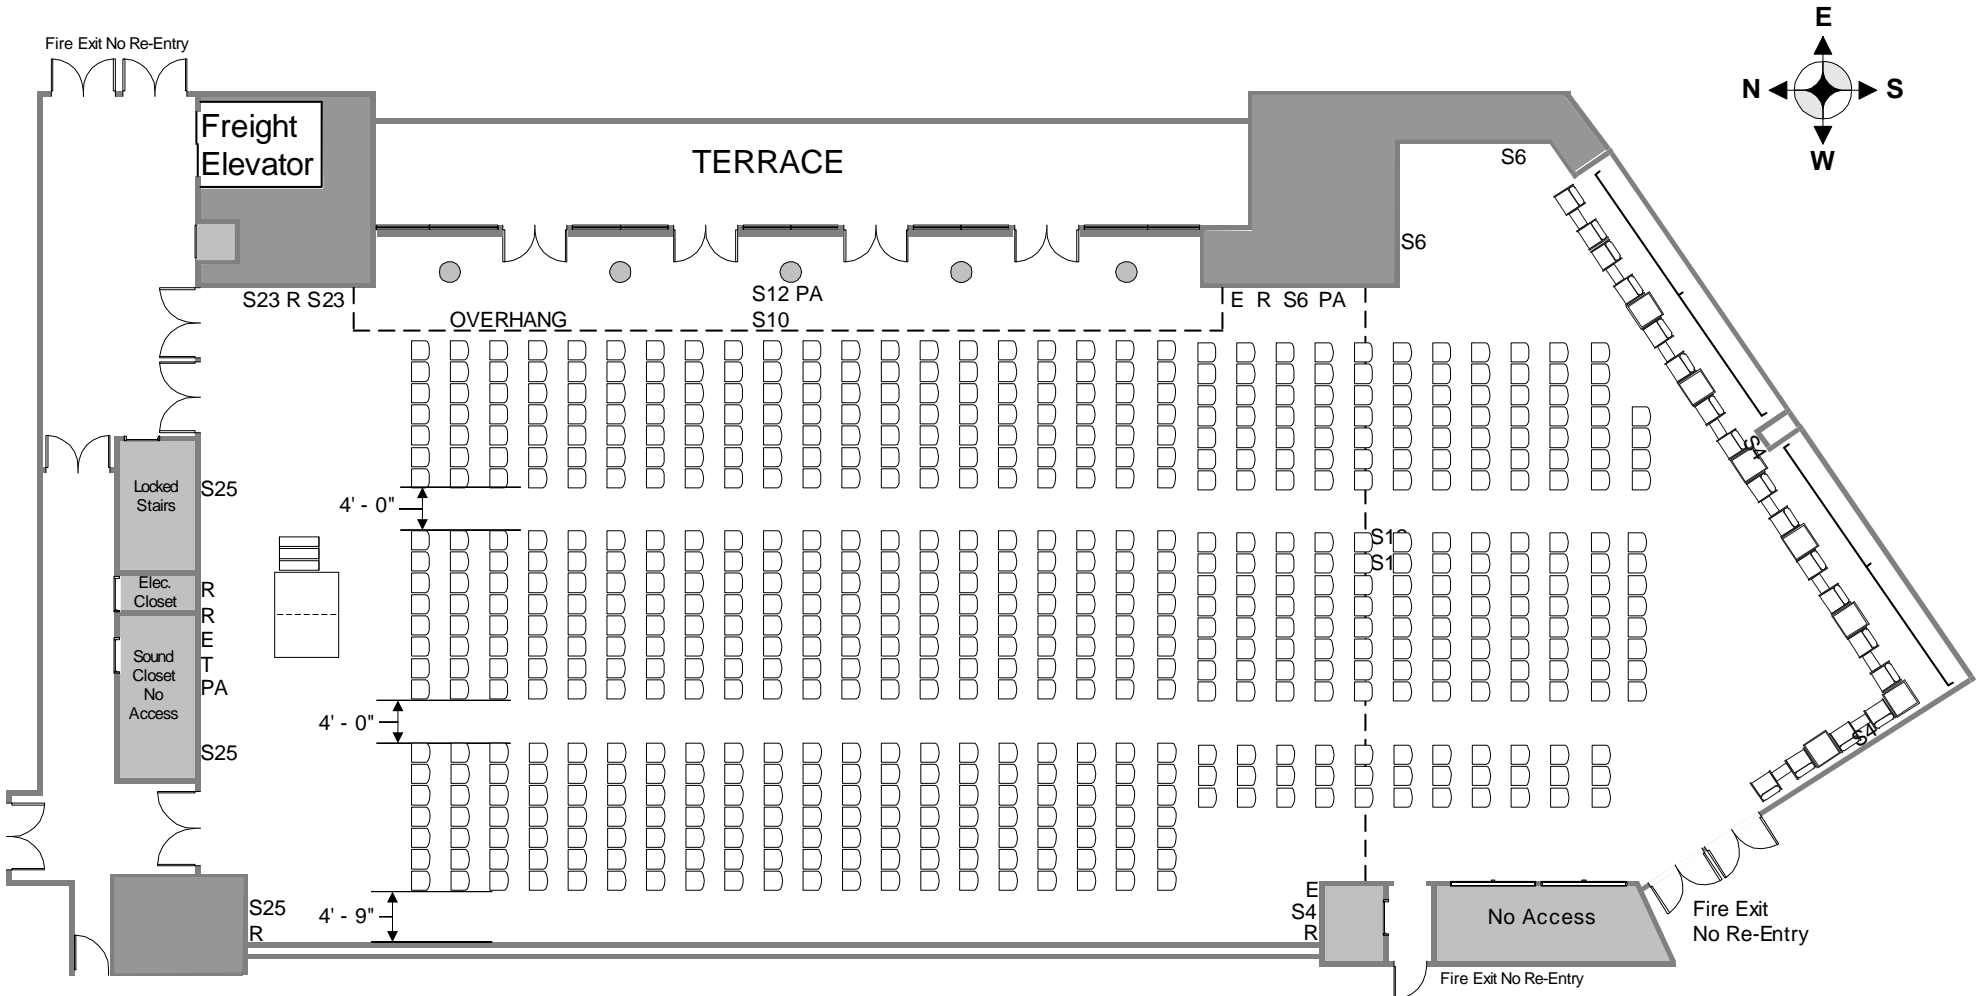 E
Fire Exit No Re-Entry
N
S
W
Freight
Elevator
TERRACE
S6
S6
S23 R S23
S12 PA
S10
OVERHANG
E R S6 PA
S4
Locked
Stairs
S25
4' - 0"
Elec.
Closet
R
R
E
T
PA
Sound
Closet
No
Access
4' - 0"
S25
S4
S25
R
4' - 9"
E
S4
R
No Access
Fire Exit
No Re-Entry
Fire Exit No Re-Entry